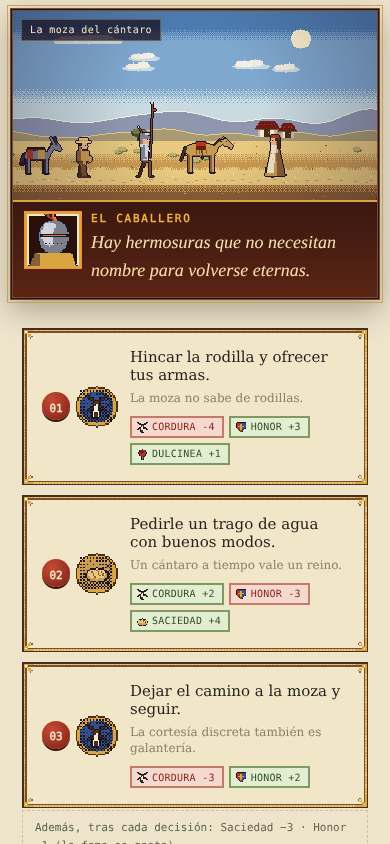 La moza del cántaro
EL CABALLERO
Hay hermosuras que no necesitan
nombre para volverse eternas.
01
Hincar la rodilla y ofrecer
tus armas.
La moza no sabe de rodillas.
CORDURA -4
HONOR +3
DULCINEA +1
02
Pedirle un trago de agua
con buenos modos.
Un cántaro a tiempo vale un reino.
CORDURA +2
HONOR -3
SACIEDAD +4
03
Dejar el camino a la moza y
seguir.
La cortesía discreta también es
galantería.
CORDURA -3
HONOR +2
Además, tras cada decisión: Saciedad −3 · Honor